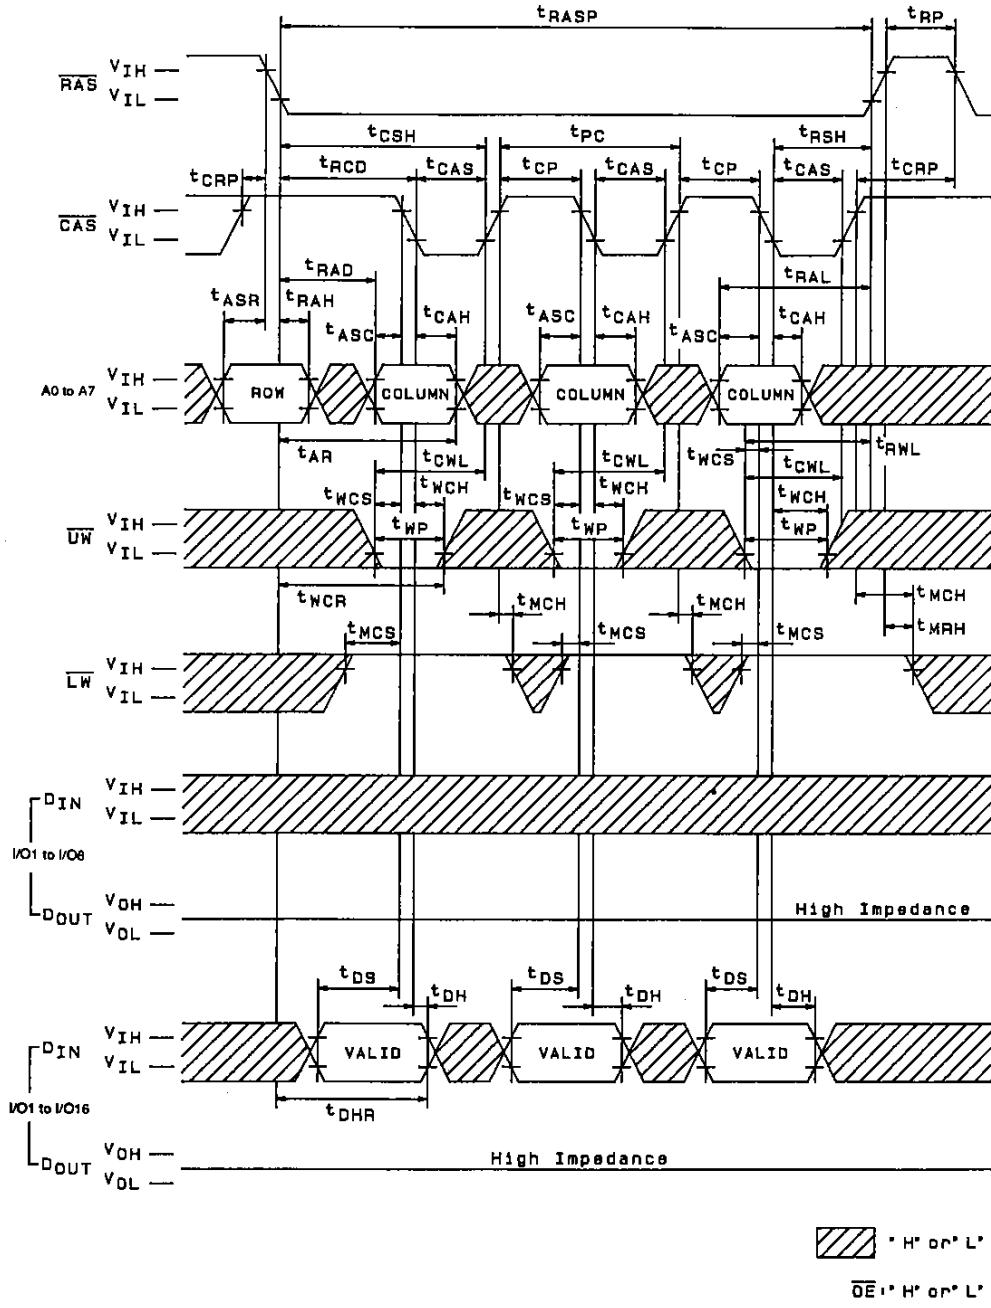 tRASP tRP
RAS VIH
VIL
tCSH tPC tRSH
tCRP tRCD tCAS tCP tCAS tCP tCAS tCRP
CAS VIH
VIL
tRAD tRAL
tASR tRAH tASC tCAH tASC tCAH tASC tCAH
A0 to A7 VIH
VIL
ROW COLUMN COLUMN COLUMN
tAR tCWL tCWL tWCS tRWL
tCWL
tWCS tWCH tWCS tWCH tWCH
tWP tWP tWP
UW VIH
VIL
tWCR tMCH tMCH tMCH
tMCS tMCS tMCS tMRH
LW VIH
VIL
DIN VIH
VIL
I/O1 to I/O8
DOUT VOH
VOL
High Impedance
tDS tDH tDS tDH tDS tDH
DIN VIH
VIL
VALID VALID VALID
I/O1 to I/O16
tDHR
DOUT VOH
VOL
High Impedance
"H" or "L"
OE : "H" or "L"